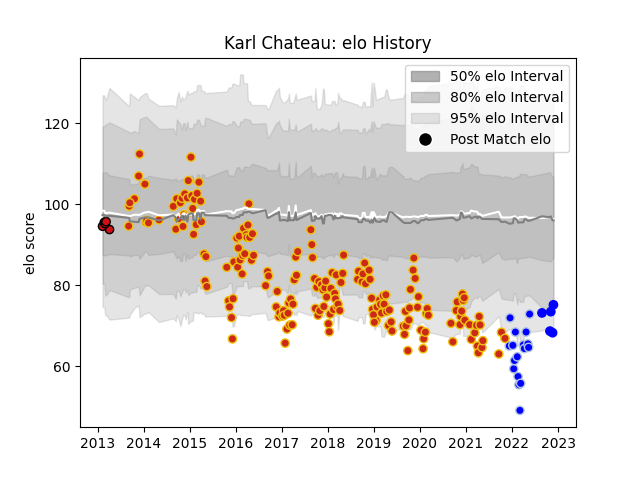 Karl Chateau: elo History
50% elo Interval
80% elo Interval
95% elo Interval
Post Match elo
elo score
120
100
80
60
2013 2014 2015 2016 2017 2018 2019 2020 2021 2022 2023